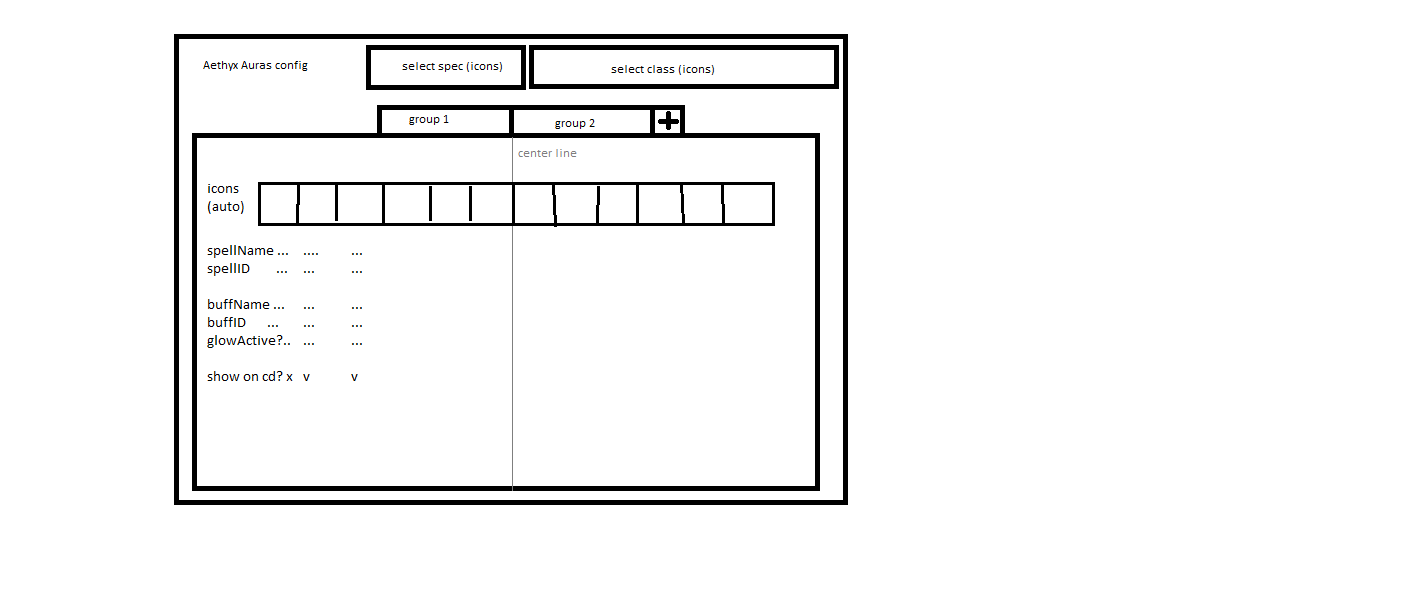 Aethyx Auras config
select spec (icons)
select class (icons)
group 1
group 2
center line
icons
(auto)
spellName ... .... ...
spellID ... ... ...
buffName ... ... ...
buffID ... ... ...
glowActive?.. ... ...
show on cd? x v v